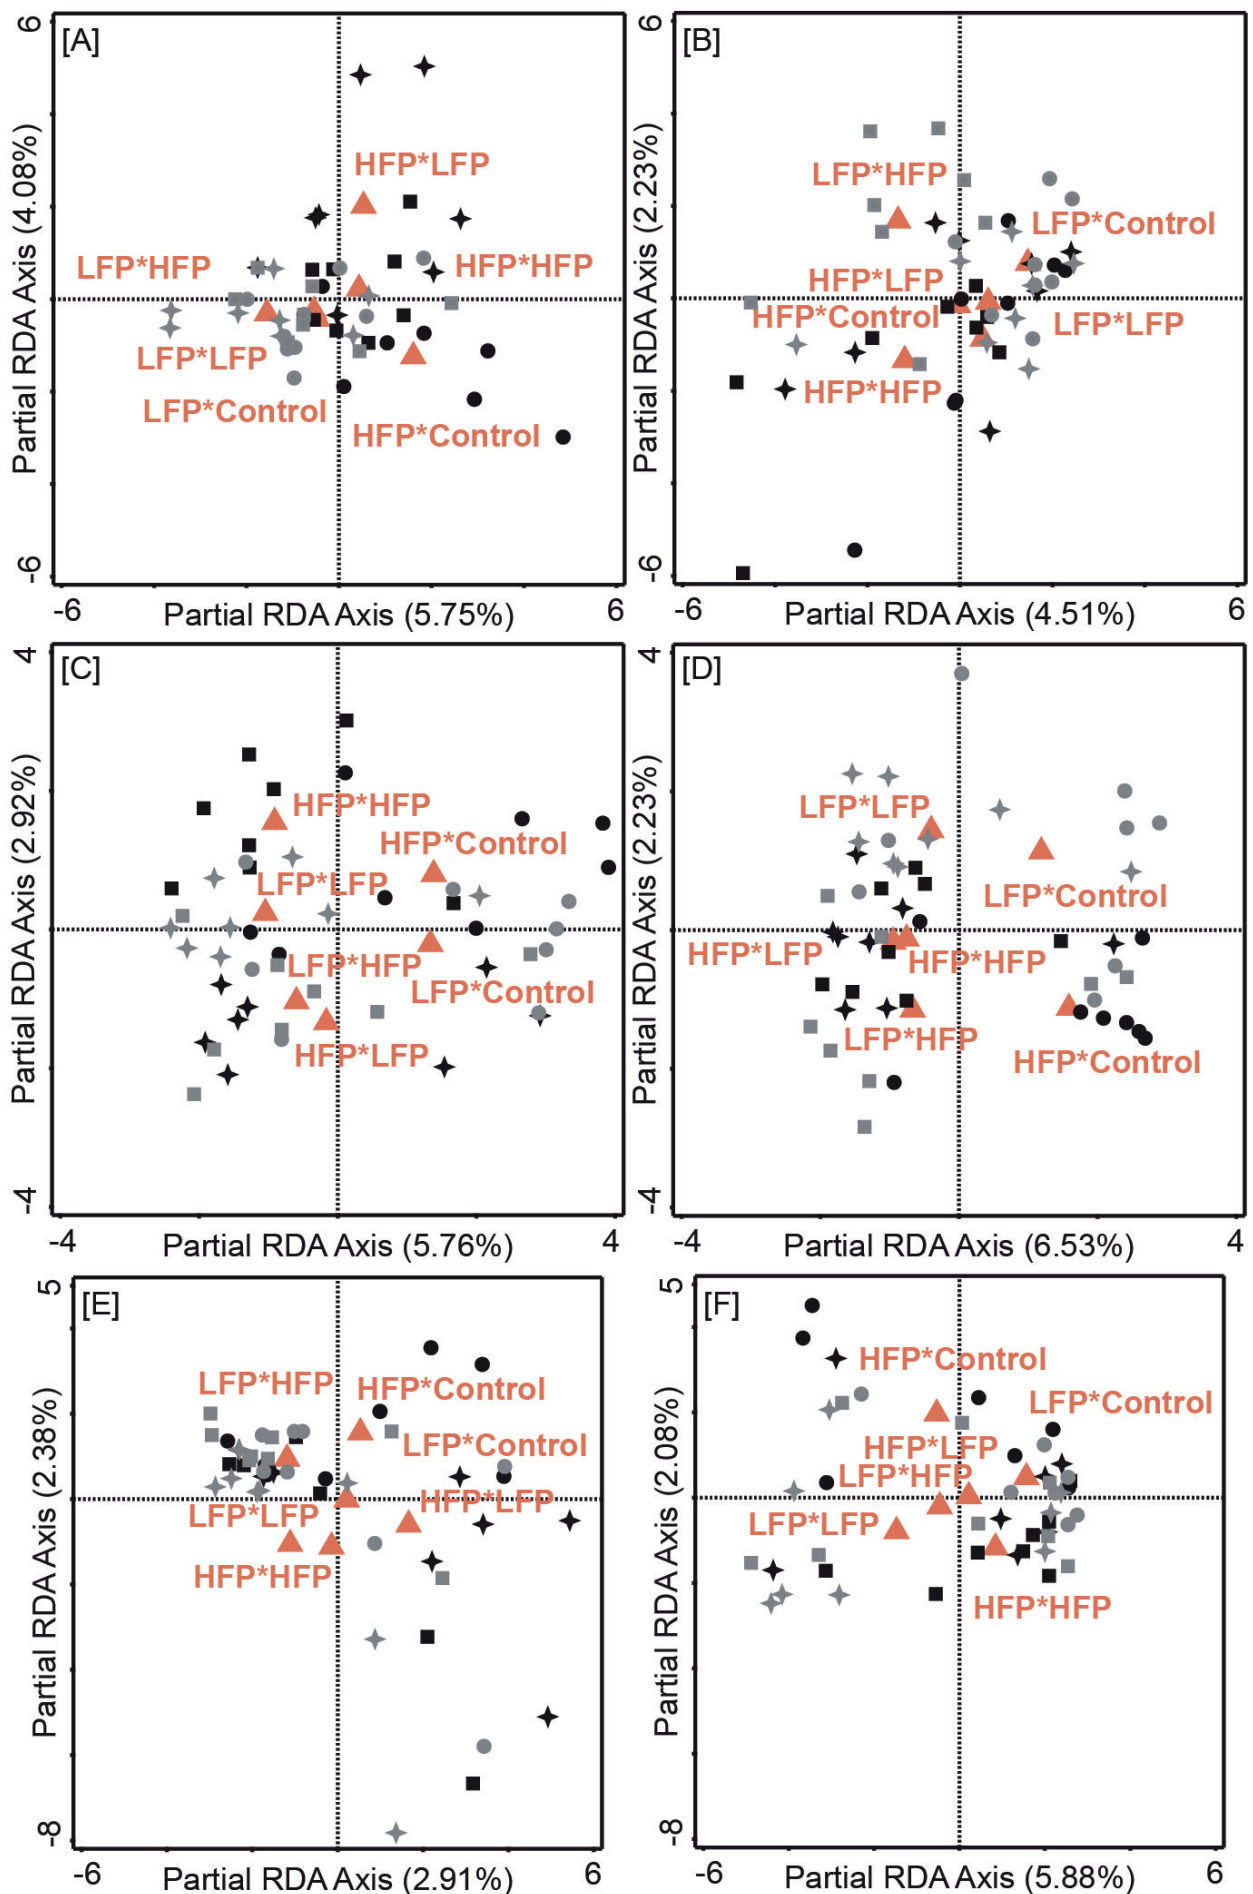 [A]
6
Partial RDA Axis (4.08%)
-6
HFP*LFP
LFP*HFP
HFP*HFP
LFP*LFP
LFP*Control
HFP*Control
-6
Partial RDA Axis (5.75%)
6
[B]
6
Partial RDA Axis (2.23%)
-6
LFP*HFP
LFP*Control
HFP*LFP
HFP*Control
LFP*LFP
HFP*HFP
-6
Partial RDA Axis (4.51%)
6
[C]
4
Partial RDA Axis (2.92%)
-4
HFP*HFP
HFP*Control
LFP*LFP
LFP*HFP
LFP*Control
HFP*LFP
-4
Partial RDA Axis (5.76%)
4
[D]
4
Partial RDA Axis (2.23%)
-4
LFP*LFP
LFP*Control
HFP*LFP
HFP*HFP
LFP*HFP
HFP*Control
-4
Partial RDA Axis (6.53%)
4
[E]
5
Partial RDA Axis (2.38%)
-8
LFP*HFP
HFP*Control
LFP*Control
HFP*LFP
LFP*LFP
HFP*HFP
-6
Partial RDA Axis (2.91%)
6
[F]
5
Partial RDA Axis (2.08%)
-8
HFP*Control
LFP*Control
HFP*LFP
LFP*HFP
LFP*LFP
HFP*HFP
-6
Partial RDA Axis (5.88%)
6